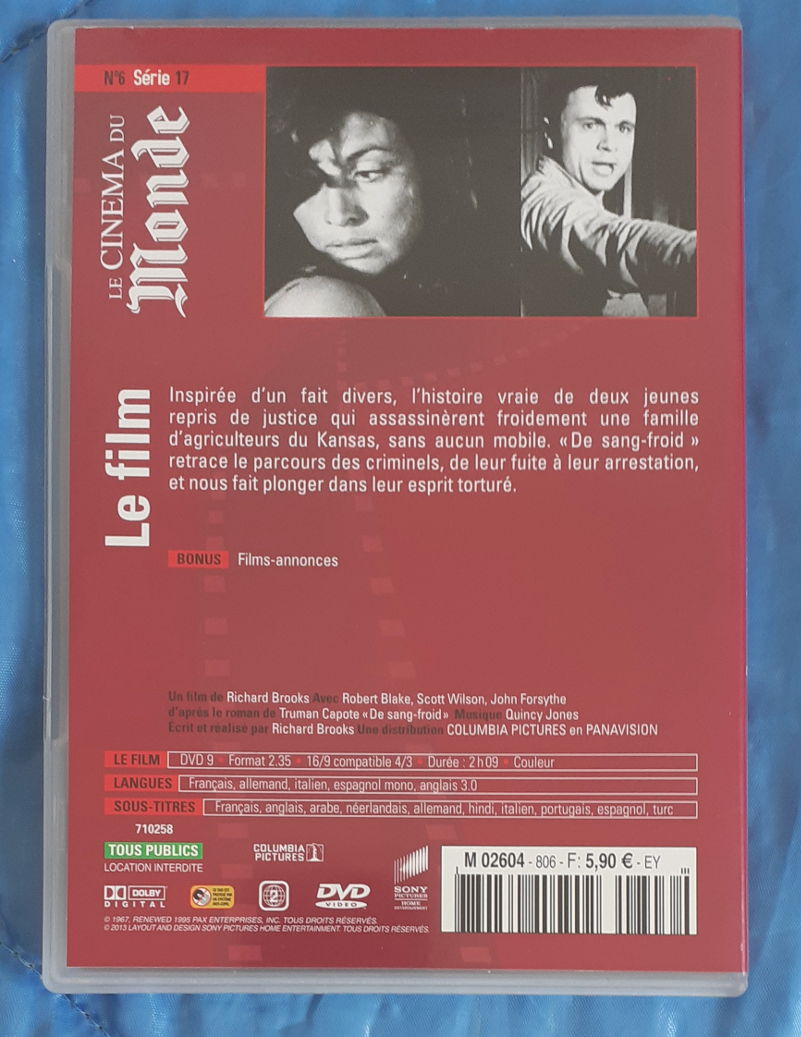 N°6 Série 17
LE CINEMA DU
Monde
Le film
Inspirée d'un fait divers, l'histoire vraie de deux jeunes
repris de justice qui assassinèrent froidement une famille
d'agriculteurs du Kansas, sans aucun mobile. « De sang-froid »
retrace le parcours des criminels, de leur fuite à leur arrestation,
et nous fait plonger dans leur esprit torturé.
BONUS Films-annonces
Un film de Richard Brooks Avec Robert Blake, Scott Wilson, John Forsythe
d'après le roman de Truman Capote « De sang-froid » Musique Quincy Jones
Écrit et réalisé par Richard Brooks Une distribution COLUMBIA PICTURES en PANAVISION
LE FILM DVD 9 • Format 2.35 • 16/9 compatible 4/3 • Durée : 2 h 09 • Couleur
LANGUES Français, allemand, italien, espagnol mono, anglais 3.0
SOUS-TITRES Français, anglais, arabe, néerlandais, allemand, hindi, italien, portugais, espagnol, turc
710258
TOUS PUBLICS
LOCATION INTERDITE
COLUMBIA
PICTURES
DOLBY
DIGITAL
2
DVD
VIDEO
SONY
PICTURES
HOME
ENTERTAINMENT
M 02604 - 806 - F: 5,90 € - EY
© 1967, RENEWED 1995 PAX ENTERPRISES, INC. TOUS DROITS RÉSERVÉS.
© 2013 LAYOUT AND DESIGN SONY PICTURES HOME ENTERTAINMENT. TOUS DROITS RÉSERVÉS.